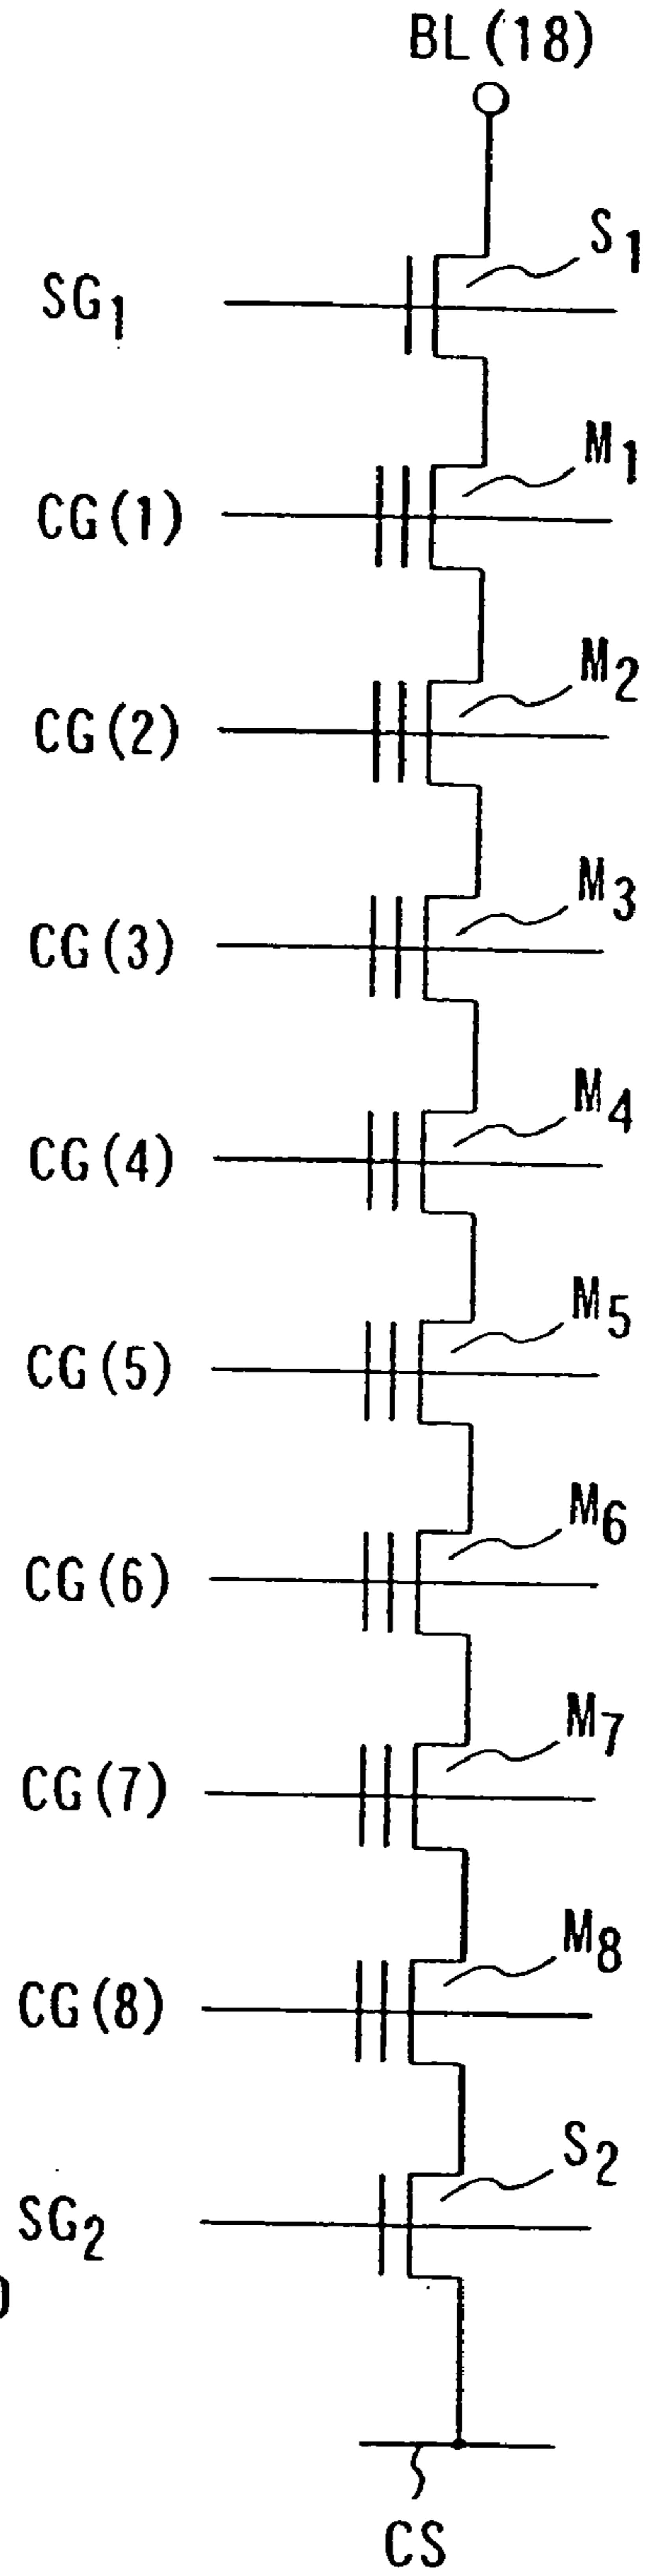 BL(18)
S1
SG1
M1
CG(1)
M2
CG(2)
M3
CG(3)
M4
CG(4)
M5
CG(5)
M6
CG(6)
M7
CG(7)
M8
CG(8)
S2
SG2
CS